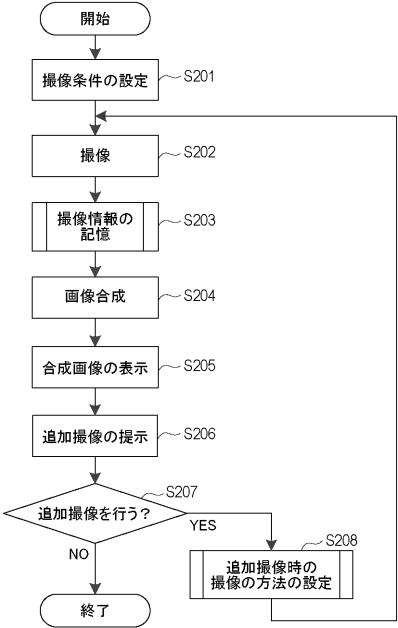 開始
撮像条件の設定
S201
撮像
S202
撮像情報の
記憶
S203
画像合成
S204
合成画像の表示
S205
追加撮像の提示
S206
追加撮像を行う?
S207
YES
NO
追加撮像時の
撮像の方法の設定
S208
終了